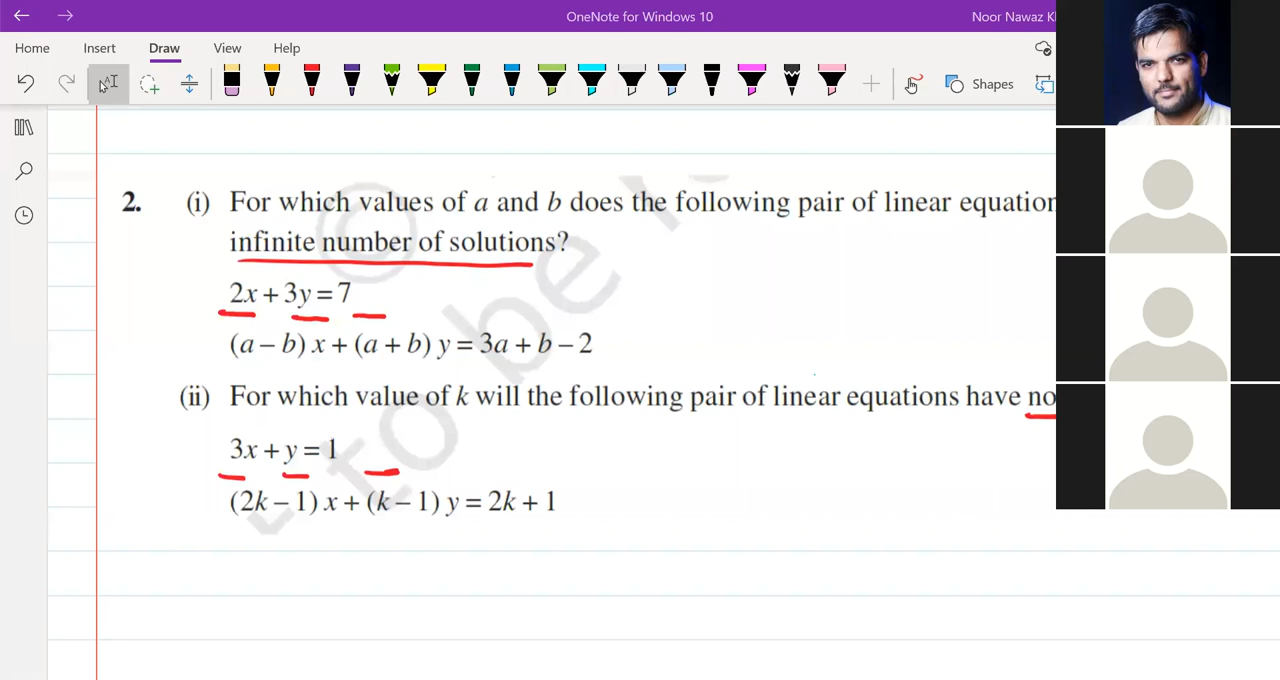 OneNote for Windows 10
Noor Nawaz
Home Insert Draw View Help
Shapes
2. (i) For which values of a and b does the following pair of linear
infinite number of solutions?
2x + 3y = 7
(a – b) x + (a + b) y = 3a + b – 2
(ii) For which value of k will the following pair of linear equations have no
3x + y = 1
(2k – 1) x + (k – 1) y = 2k + 1
© to be